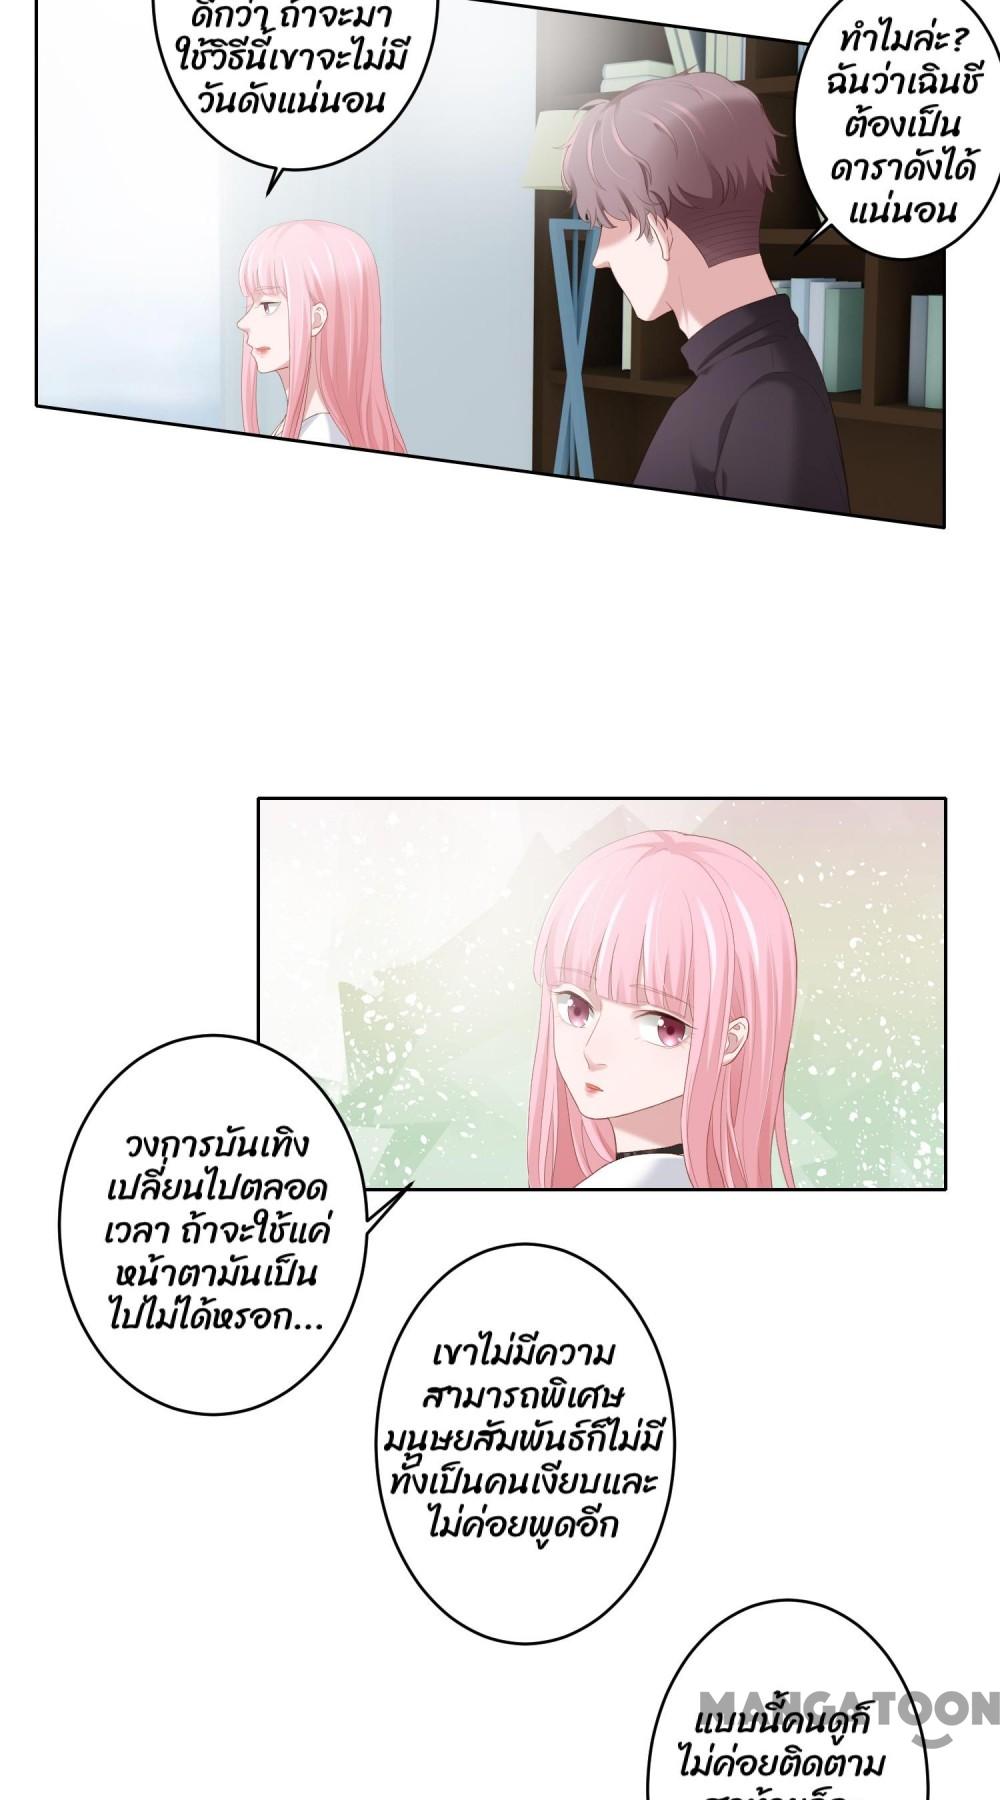 ดีกว่า ถ้าจะมา
ใช้วิธีนี้เขาจะไม่มี
วันดังแน่นอน
ทำไมล่ะ?
ฉันว่าเฉินซี
ต้องเป็น
ดาราดังได้
แน่นอน
วงการบันเทิง
เปลี่ยนไปตลอด
เวลา ถ้าจะใช้แค่
หน้าตามันเป็น
ไปไม่ได้หรอก...
เขาไม่มีความ
สามารถพิเศษ
มนุษยสัมพันธ์ก็ไม่มี
ทั้งเป็นคนเงียบและ
ไม่ค่อยพูดอีก
MANGATOON
แบบนี้คนดูก็
ไม่ค่อยติดตาม